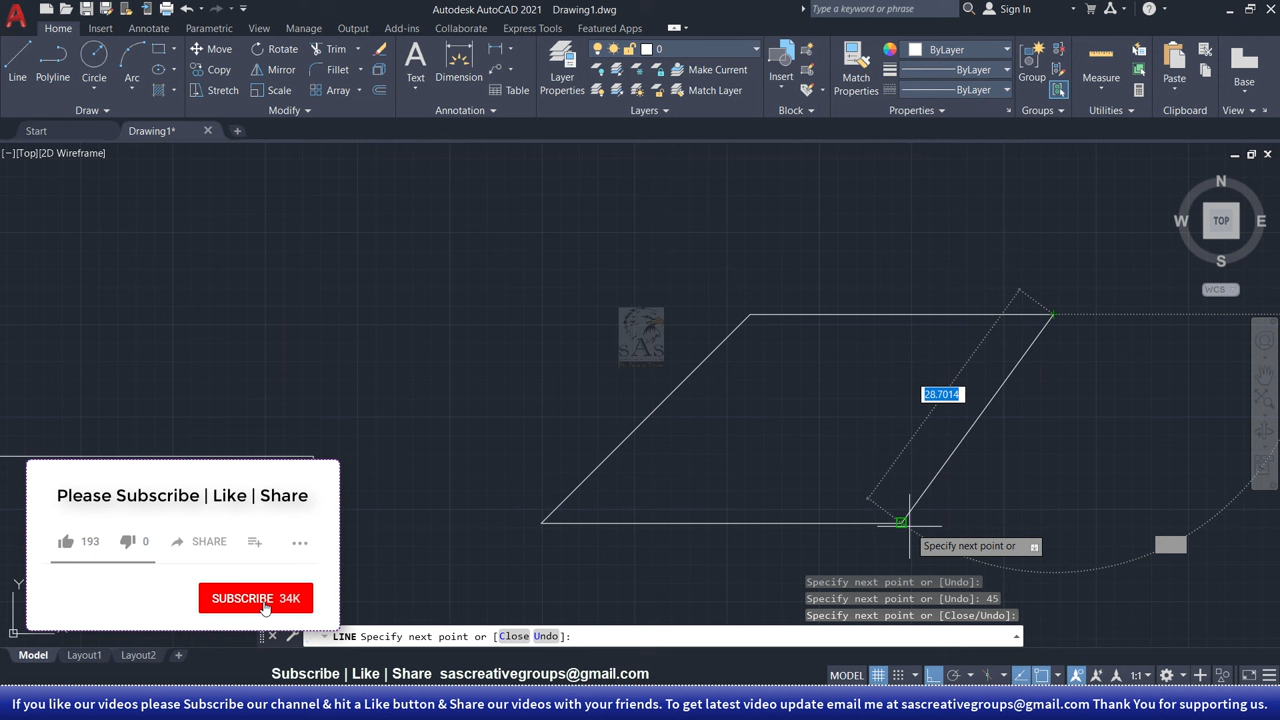 Autodesk AutoCAD 2021 Drawing1.dwg
Type a keyword or phrase
Sign In
Home Insert Annotate Parametric View Manage Output Add-ins Collaborate Express Tools Featured Apps
Line Polyline Circle Arc
Move Rotate Trim
Copy Mirror Fillet
Stretch Scale Array
Text Dimension Table
Layer Properties
0
Make Current
Match Layer
Insert
Match Properties
ByLayer
ByLayer
ByLayer
Group
Measure
Paste
Base
Draw Modify Annotation Layers Block Properties Groups Utilities Clipboard View
Start Drawing1*
[−][Top][2D Wireframe]
N
W TOP E
S
WCS
sAs
28.7014
Specify next point or
Please Subscribe | Like | Share
193 0 SHARE
SUBSCRIBE 34K
Y
Specify next point or [Undo]:
Specify next point or [Undo]: 45
Specify next point or [Close/Undo]:
LINE Specify next point or [Close Undo]:
Model Layout1 Layout2
MODEL 1:1
Subscribe | Like | Share sascreativegroups@gmail.com
If you like our videos please Subscribe our channel & hit a Like button & Share our videos with your friends. To get latest video update email me at sascreativegroups@gmail.com Thank You for supporting us.